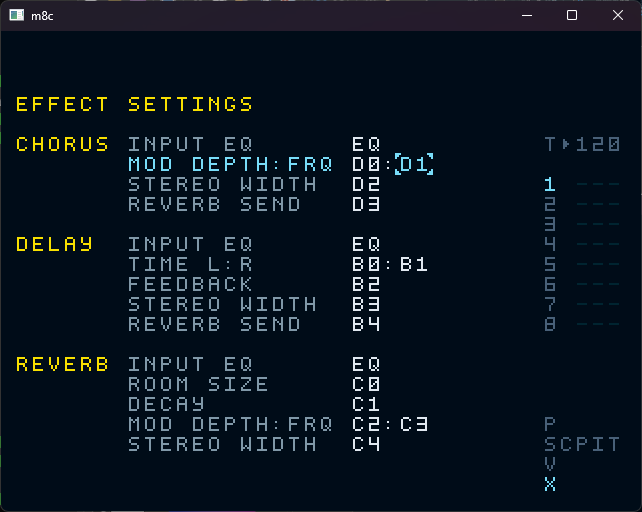 m8c
EFFECT SETTINGS
CHORUS INPUT EQ EQ T▸120
MOD DEPTH:FRQ D0:D1
STEREO WIDTH D2 1 ---
REVERB SEND D3 2 ---
3 ---
DELAY INPUT EQ EQ 4 ---
TIME L:R B0:B1 5 ---
FEEDBACK B2 6 ---
STEREO WIDTH B3 7 ---
REVERB SEND B4 8 ---
REVERB INPUT EQ EQ
ROOM SIZE C0
DECAY C1
MOD DEPTH:FRQ C2:C3 P
STEREO WIDTH C4 SCPIT
V
X